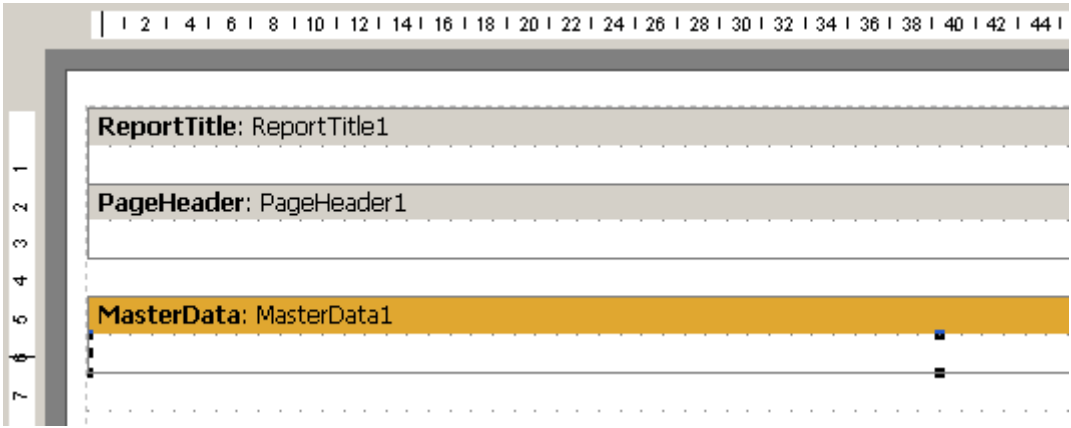 2 4 6 8 10 12 14 16 18 20 22 24 26 28 30 32 34 36 38 40 42 44
ReportTitle: ReportTitle1
1
PageHeader: PageHeader1
2
3
4
MasterData: MasterData1
5
6
7